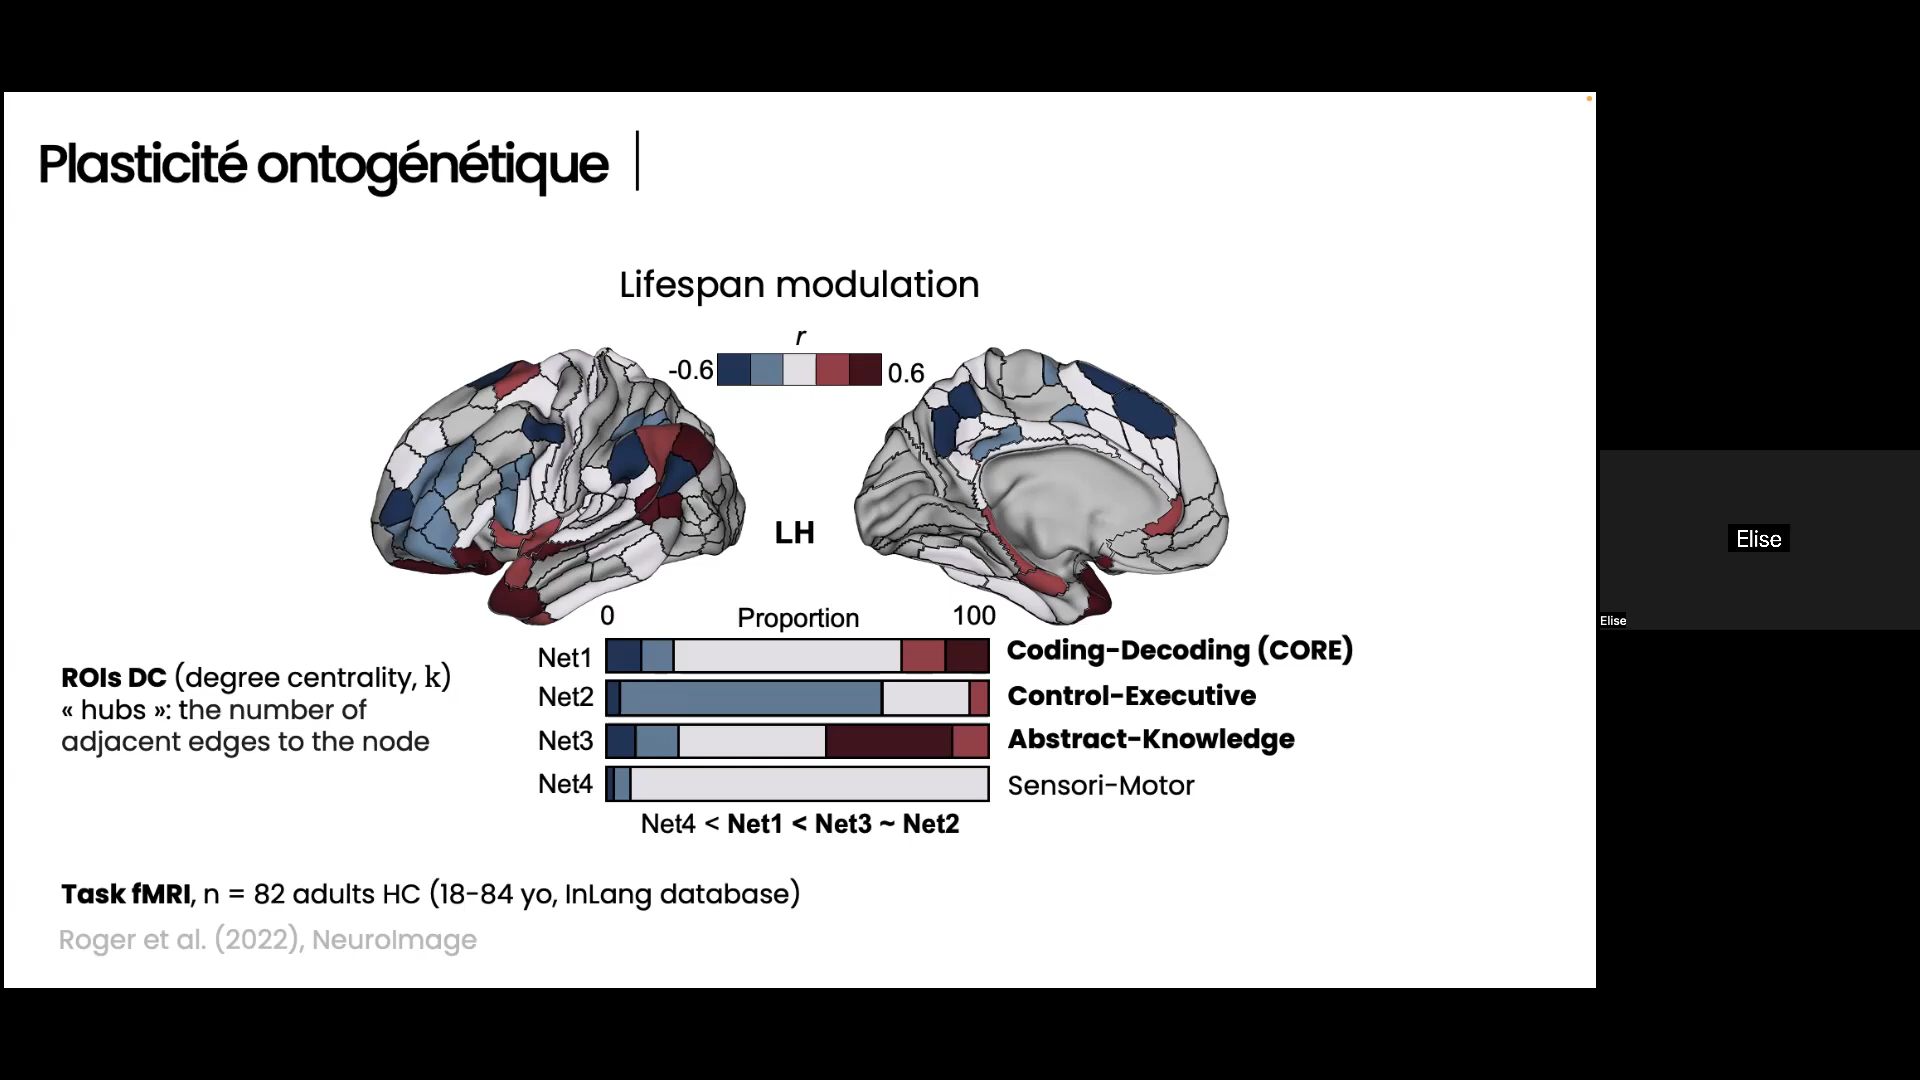 Plasticité ontogénétique
Lifespan modulation
r
-0.6 0.6
LH
0 Proportion 100
Net1 Coding-Decoding (CORE)
Net2 Control-Executive
Net3 Abstract-Knowledge
Net4 Sensori-Motor
Net4 < Net1 < Net3 ~ Net2
ROIs DC (degree centrality, k)
« hubs »: the number of
adjacent edges to the node
Task fMRI, n = 82 adults HC (18-84 yo, InLang database)
Roger et al. (2022), NeuroImage
Elise
Elise